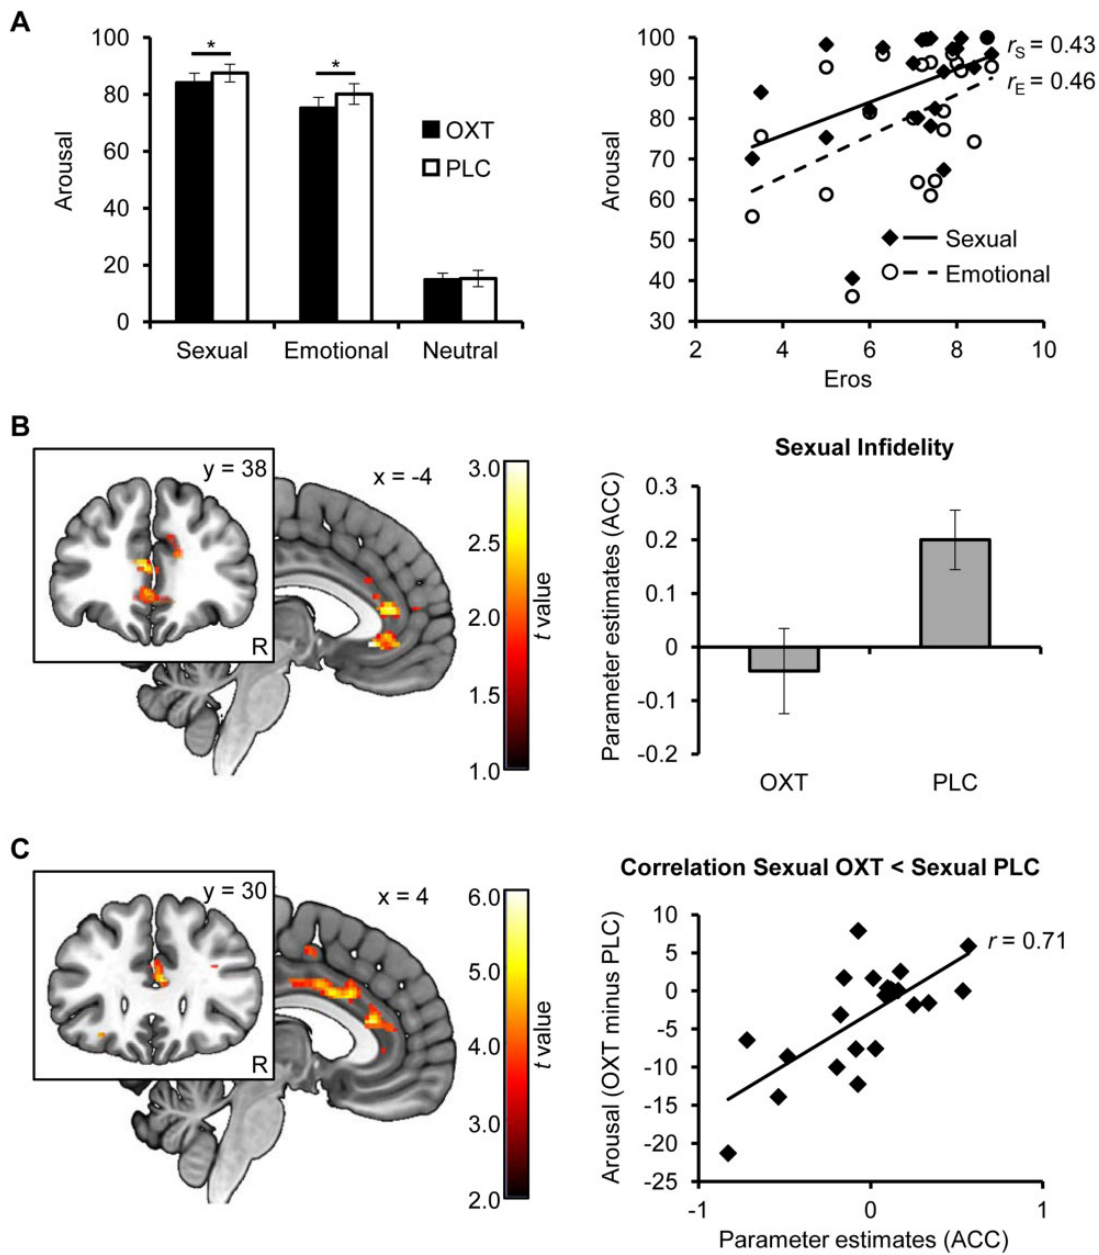 A
100
80
60
40
20
0
Arousal
*
*
OXT
PLC
Sexual
Emotional
Neutral
100
90
80
70
60
50
40
30
Arousal
rS = 0.43
rE = 0.46
Sexual
Emotional
2
4
6
8
10
Eros
B
y = 38
R
x = -4
3.0
2.5
2.0
1.5
1.0
t value
Sexual Infidelity
0.3
0.2
0.1
0
-0.1
-0.2
Parameter estimates (ACC)
OXT
PLC
C
y = 30
R
x = 4
6.0
5.0
4.0
3.0
2.0
t value
Correlation Sexual OXT < Sexual PLC
10
5
0
-5
-10
-15
-20
-25
Arousal (OXT minus PLC)
r = 0.71
-1
0
1
Parameter estimates (ACC)